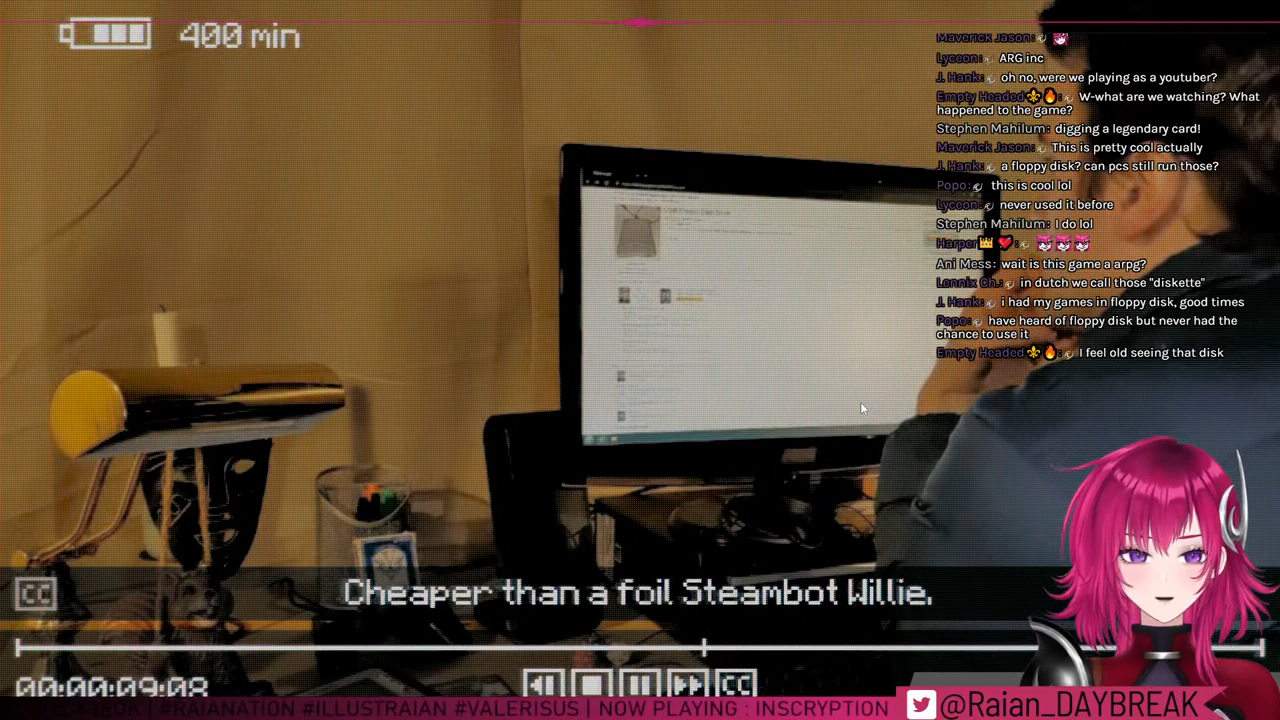 400 min
Maverick Jason:
Lyceon: ARG inc
J. Hank: oh no, were we playing as a youtuber?
Empty Headed: W-what are we watching? What
happened to the game?
Stephen Mahilum: digging a legendary card!
Maverick Jason: This is pretty cool actually
J. Hank: a floppy disk? can pcs still run those?
Popo: this is cool lol
Lyceon: never used it before
Stephen Mahilum: I do lol
Harper:
Ani Mess: wait is this game a arpg?
Lennix Ch.: in dutch we call those "diskette"
J. Hank: i had my games in floppy disk, good times
Popo: have heard of floppy disk but never had the
chance to use it
Empty Headed: I feel old seeing that disk
CC
Cheaper than a foil Steambot Willie.
00:00:09:08
CC
@Raian_DAYBREAK
#RAIANATION #ILLUSTRAIAN #VALERISUS | NOW PLAYING : INSCRYPTION